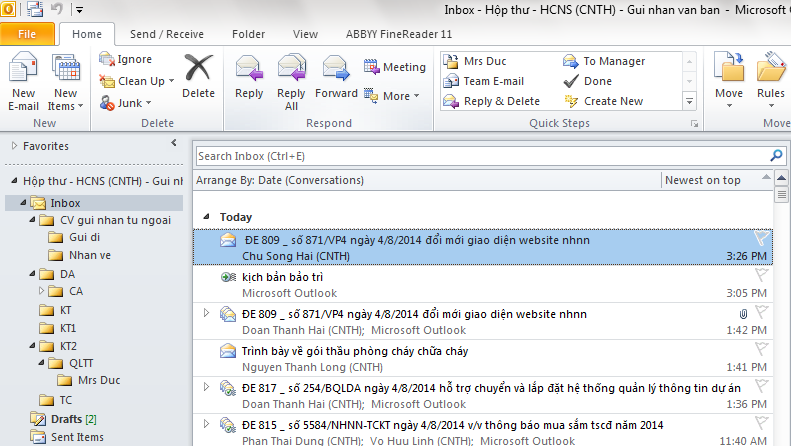 Inbox - Hộp thư - HCNS (CNTH) - Gui nhan van ban - Microsoft
File Home Send / Receive Folder View ABBYY FineReader 11
New E-mail
New Items
New
Ignore
Clean Up
Junk
Delete
Delete
Reply
Reply All
Forward
Meeting
More
Respond
Mrs Duc
Team E-mail
Reply & Delete
To Manager
Done
Create New
Quick Steps
Move
Rules
Move
Favorites
Hộp thư - HCNS (CNTH) - Gui nh
Inbox
CV gui nhan tu ngoai
Gui di
Nhan ve
DA
CA
KT
KT1
KT2
QLTT
Mrs Duc
TC
Drafts [2]
Sent Items
Search Inbox (Ctrl+E)
Arrange By: Date (Conversations) Newest on top
Today
ĐE 809 _ số 871/VP4 ngày 4/8/2014 đổi mới giao diện website nhnn
Chu Song Hai (CNTH) 3:26 PM
kịch bản bảo trì
Microsoft Outlook 3:05 PM
ĐE 809 _ số 871/VP4 ngày 4/8/2014 đổi mới giao diện website nhnn
Doan Thanh Hai (CNTH); Microsoft Outlook 1:42 PM
Trình bày về gói thầu phòng cháy chữa cháy
Nguyen Thanh Long (CNTH) 1:41 PM
ĐE 817 _ số 254/BQLDA ngày 4/8/2014 hỗ trợ chuyển và lắp đặt hệ thống quản lý thông tin dự án
Doan Thanh Hai (CNTH); Microsoft Outlook 1:36 PM
ĐE 815 _ số 5584/NHNN-TCKT ngày 4/8/2014 v/v thông báo mua sắm tscđ năm 2014
Phan Thai Dung (CNTH); Vo Huu Linh (CNTH); Microsoft Outlook 11:40 AM